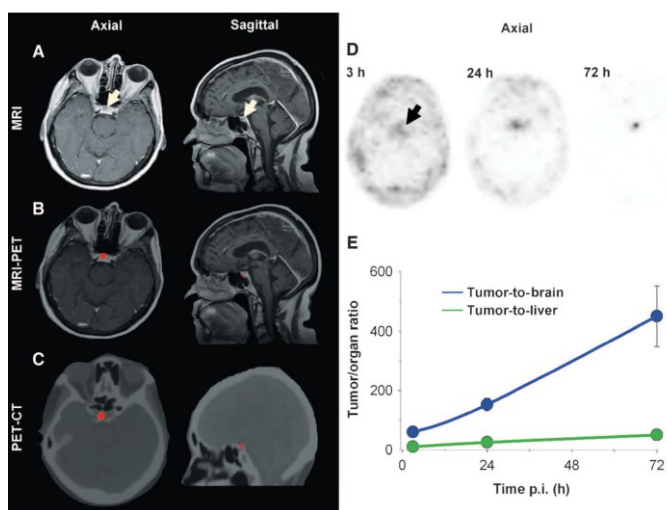 Axial
Sagittal
A
MRI
B
MRI-PET
C
PET-CT
D
Axial
3 h
24 h
72 h
E
600
400
200
0
Tumor/organ ratio
Tumor-to-brain
Tumor-to-liver
0
24
48
72
Time p.i. (h)